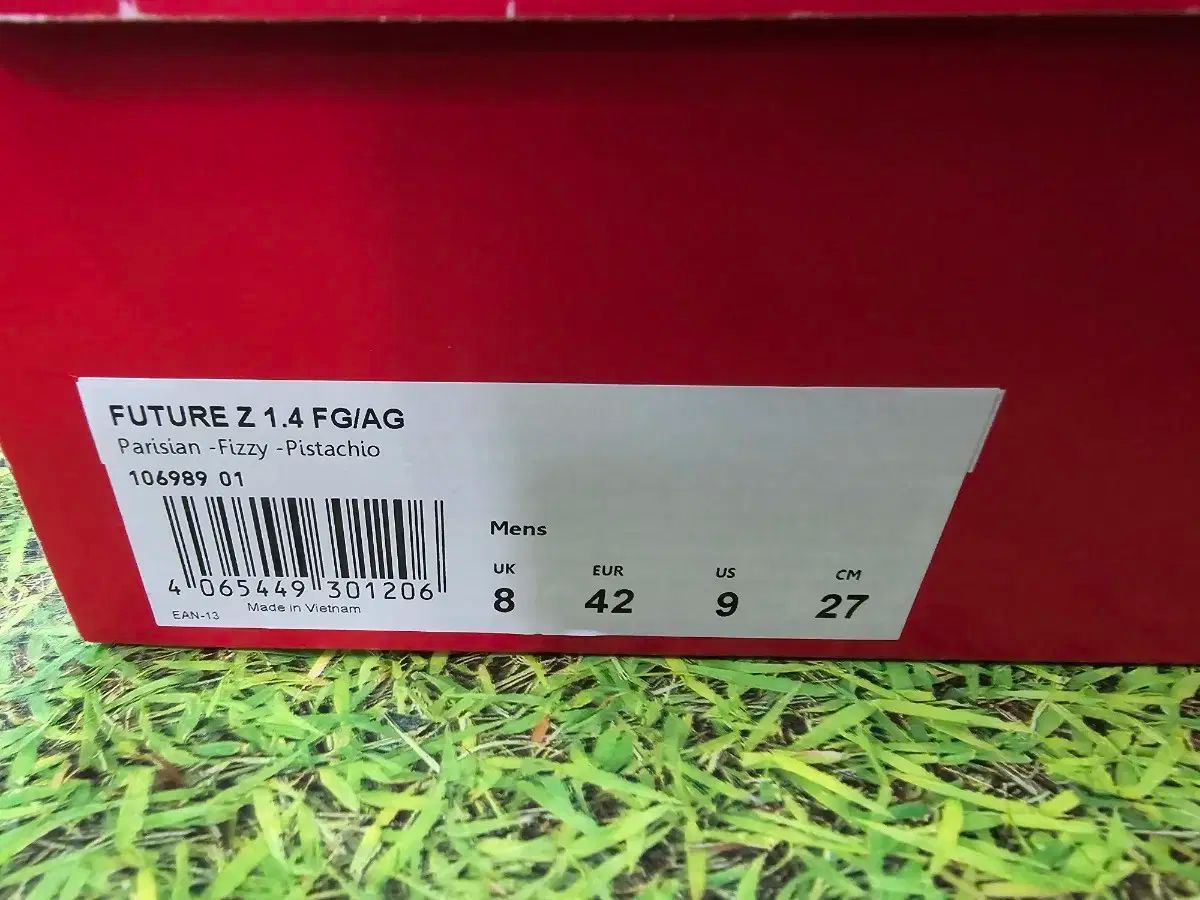 FUTURE Z 1.4 FG/AG
Parisian -Fizzy -Pistachio
106989 01
4 065449 301206
EAN-13 Made in Vietnam
Mens
UK EUR US CM
8 42 9 27